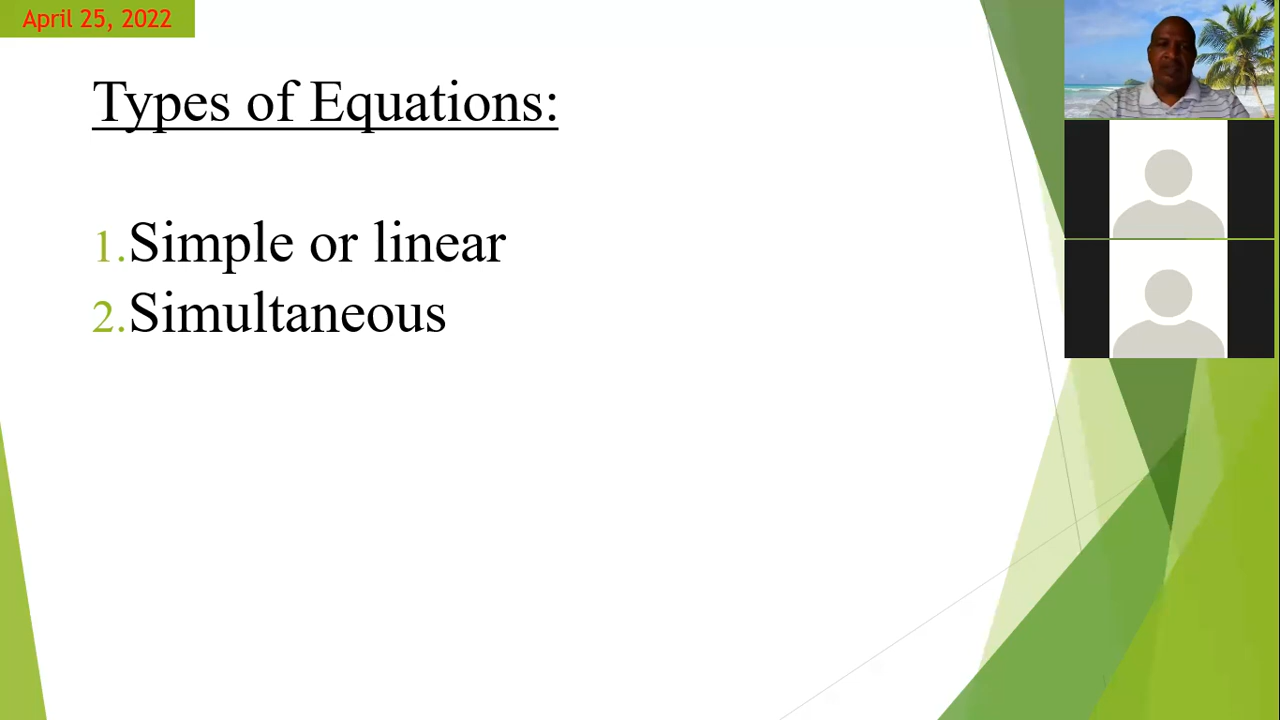 April 25, 2022
Types of Equations:
1.Simple or linear
2.Simultaneous